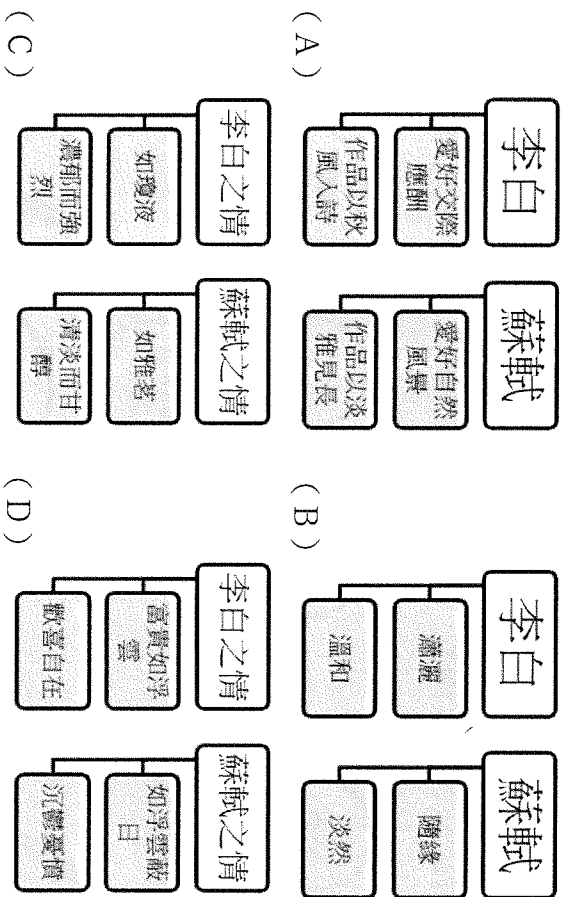 （A）
李白
愛好交際
應酬
作品以秋
風入詩
蘇軾
愛好自然
風景
作品以淡
雅見長
（B）
李白
瀟灑
溫和
蘇軾
隨緣
淡然
（C）
李白之情
如瓊液
濃郁而強
烈
蘇軾之情
如雅茗
清淡而甘
醇
（D）
李白之情
富貴如浮
雲
歡喜自在
蘇軾之情
如浮雲蔽
日
沉鬱憂憤